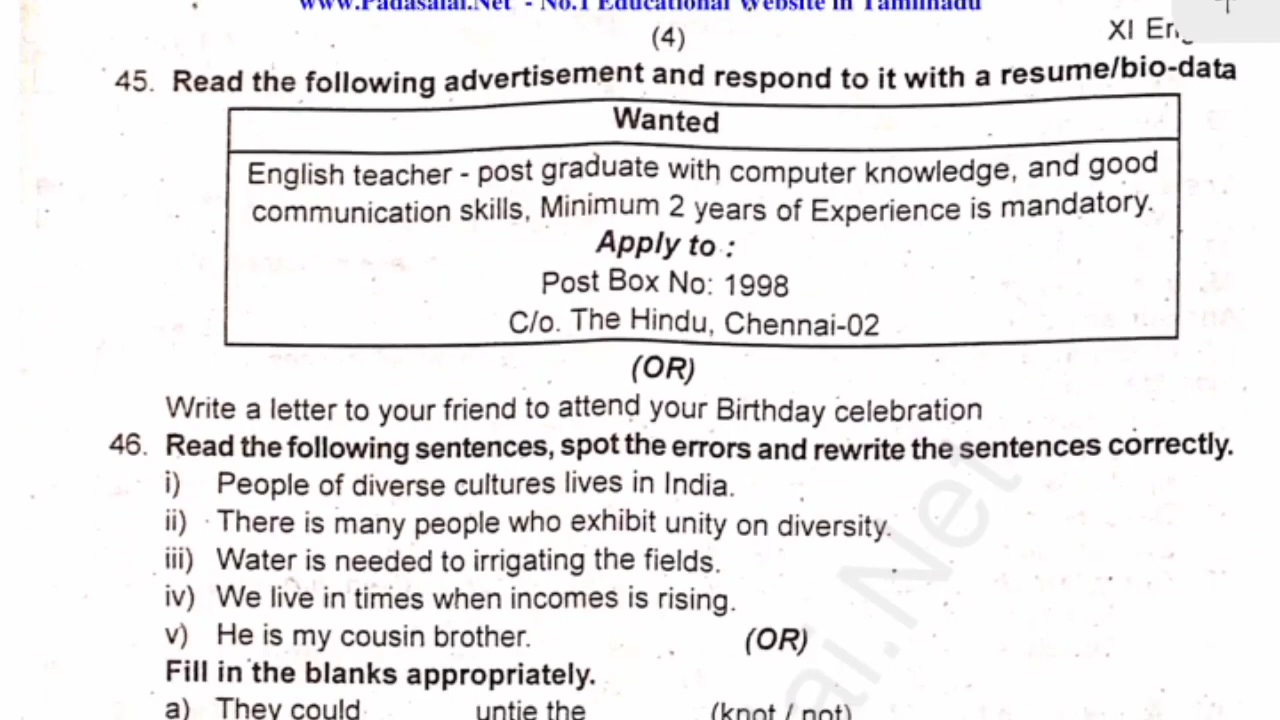 www.Padasalai.Net - No.1 Educational Website in Tamilnadu
(4)
XI
45. Read the following advertisement and respond to it with a resume/bio-data
Wanted
English teacher - post graduate with computer knowledge, and good
communication skills, Minimum 2 years of Experience is mandatory.
Apply to :
Post Box No: 1998
C/o. The Hindu, Chennai-02
(OR)
Write a letter to your friend to attend your Birthday celebration
46. Read the following sentences, spot the errors and rewrite the sentences correctly.
i) People of diverse cultures lives in India.
ii) There is many people who exhibit unity on diversity.
iii) Water is needed to irrigating the fields.
iv) We live in times when incomes is rising.
v) He is my cousin brother. (OR)
Fill in the blanks appropriately.
a) They could untie the (knot / not)
ai.Net